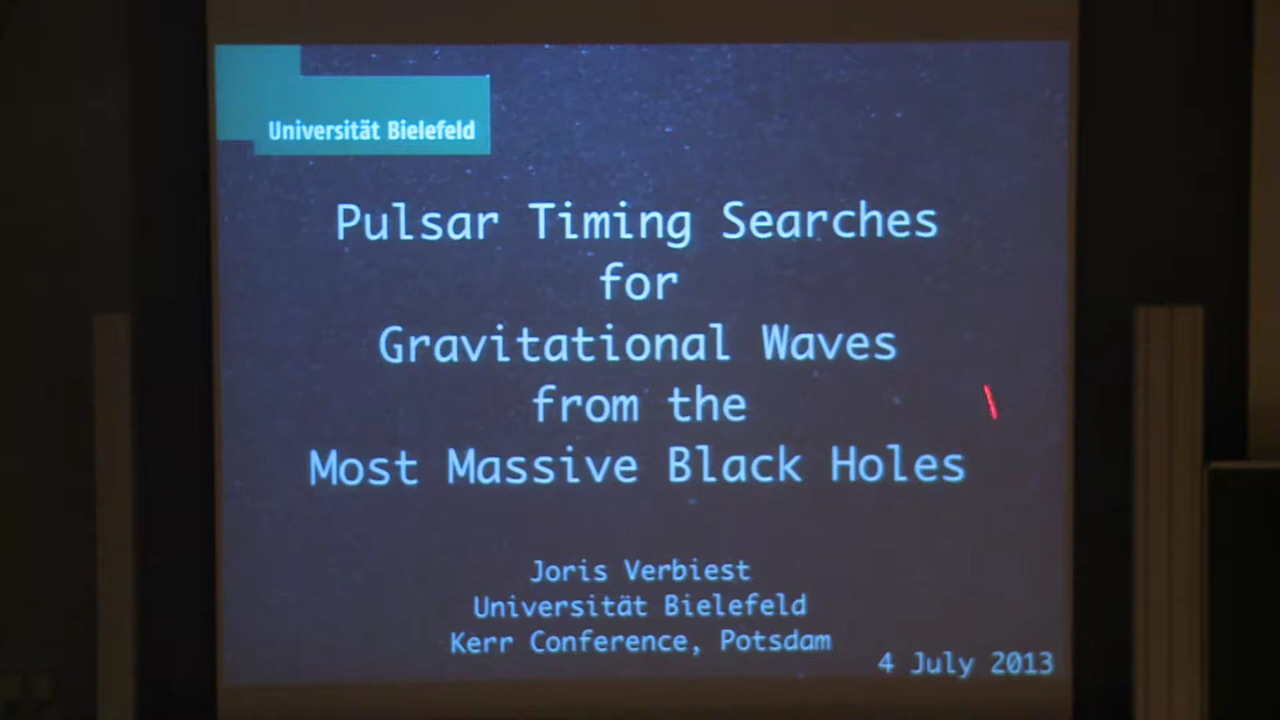 Universität Bielefeld
Pulsar Timing Searches
for
Gravitational Waves
from the
Most Massive Black Holes
Joris Verbiest
Universität Bielefeld
Kerr Conference, Potsdam
4 July 2013